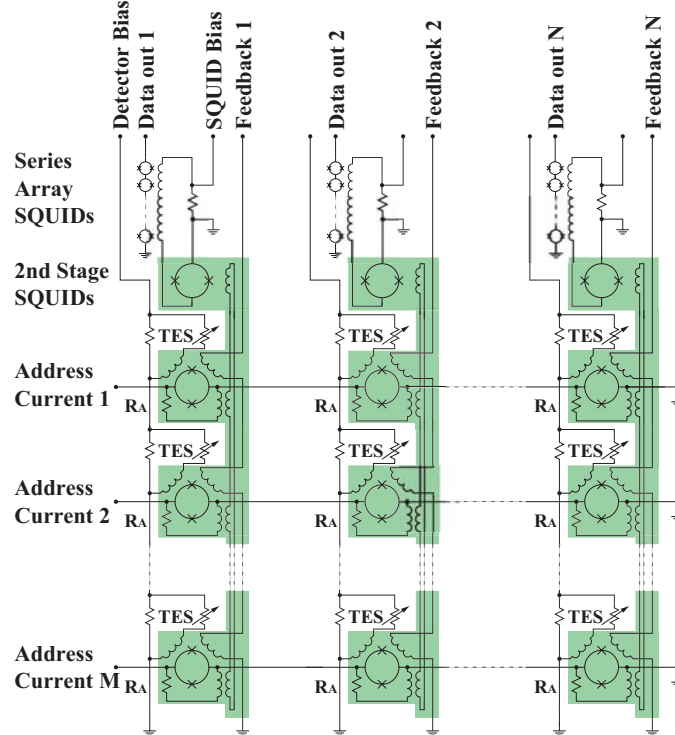 Detector Bias
Data out 1
SQUID Bias
Feedback 1
Data out 2
Feedback 2
Data out N
Feedback N
Series
Array
SQUIDs
2nd Stage
SQUIDs
TES TES TES
Address
Current 1
RA RA RA
TES TES TES
Address
Current 2
RA RA RA
TES TES TES
Address
Current M
RA RA RA